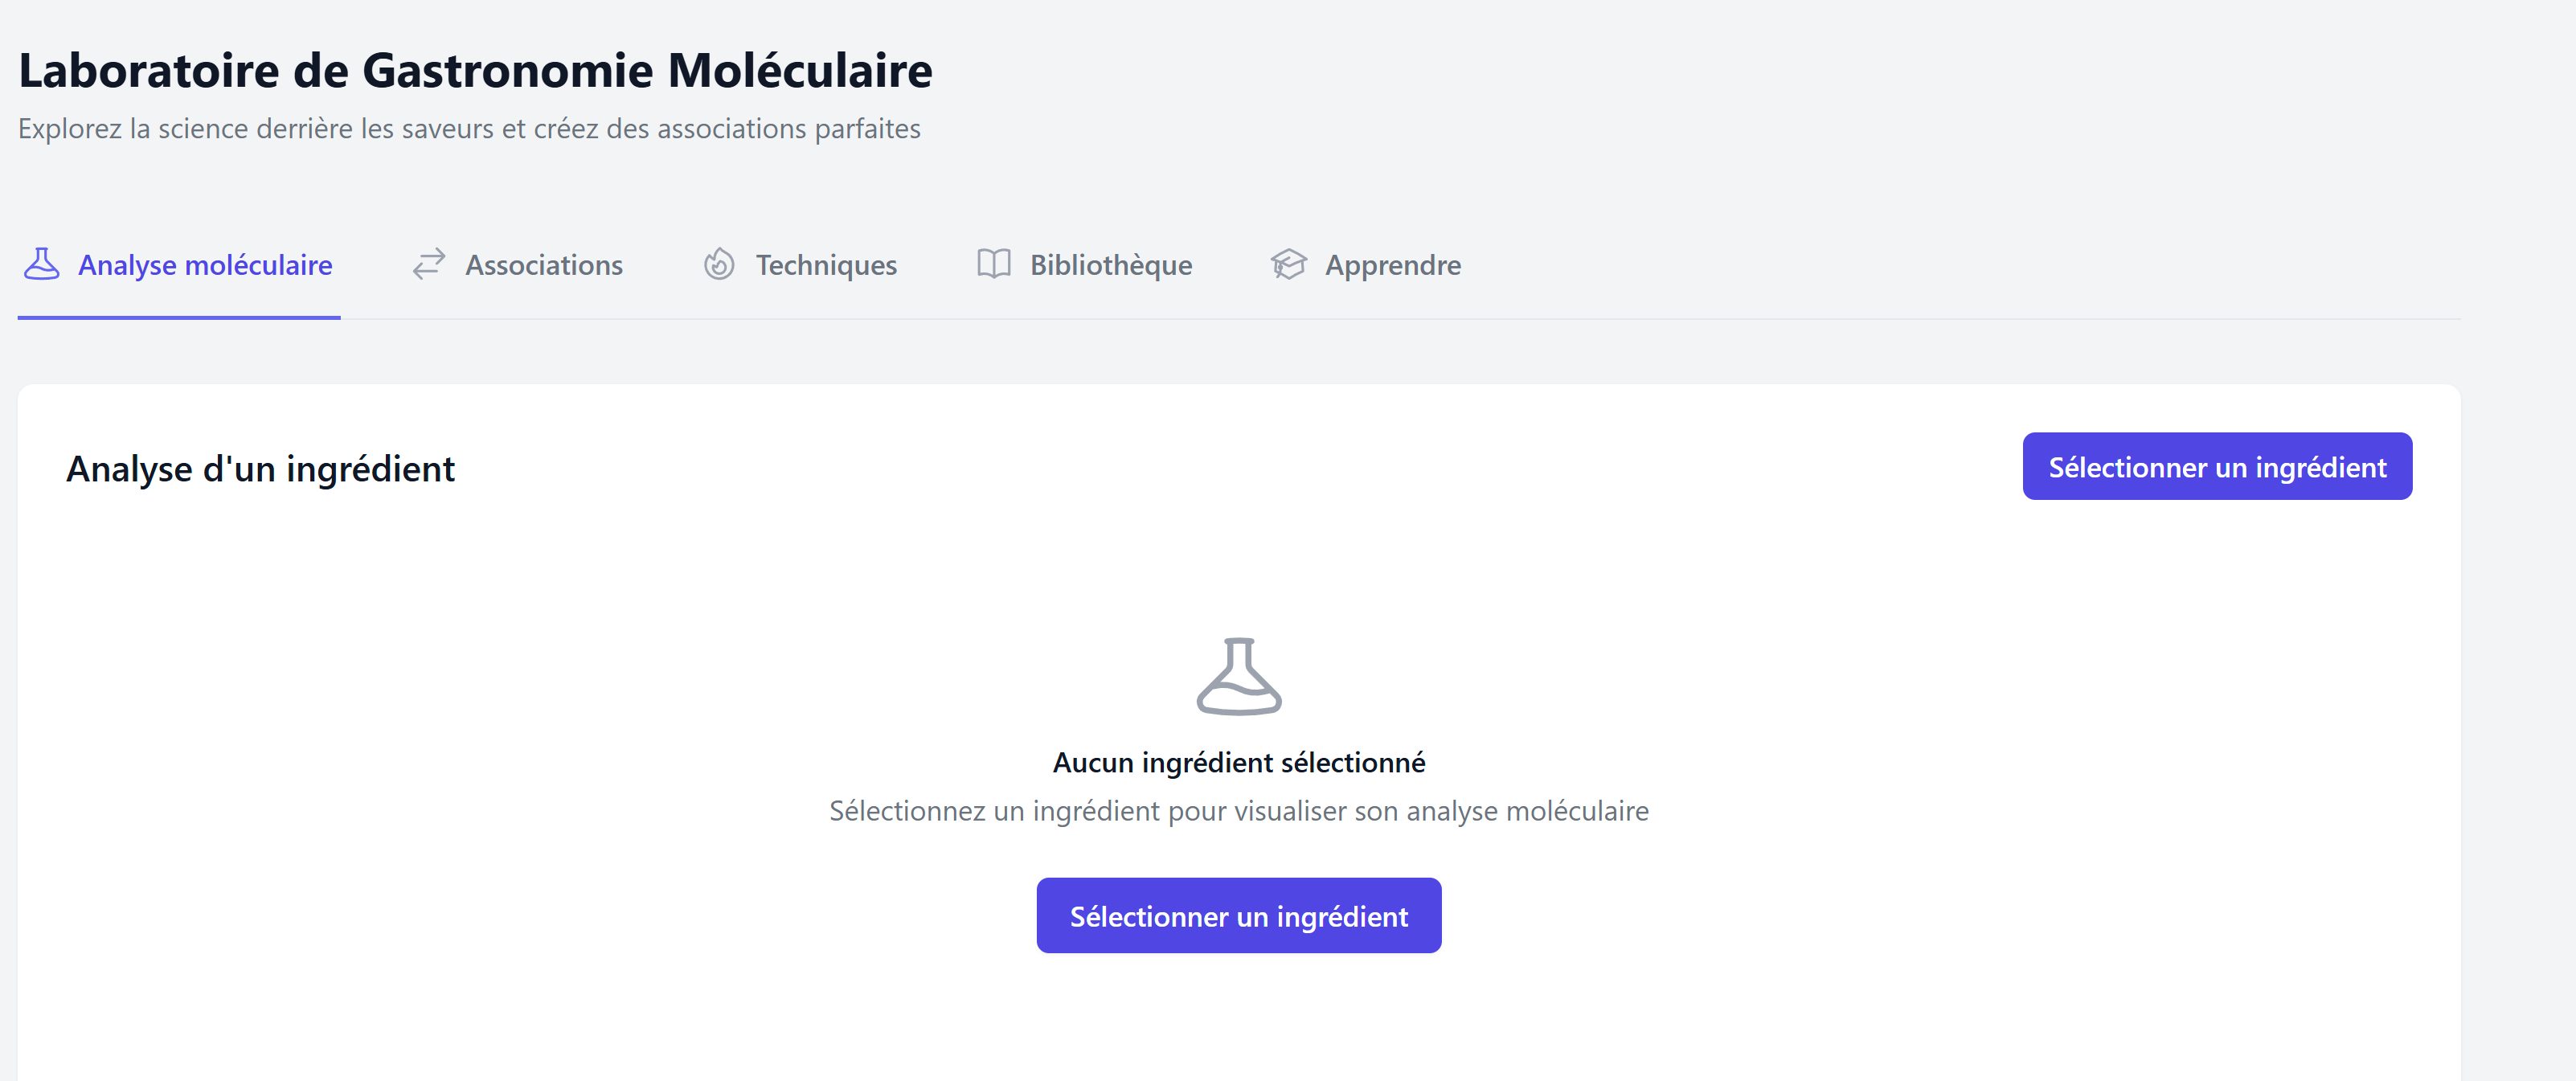 Laboratoire de Gastronomie Moléculaire
Explorez la science derrière les saveurs et créez des associations parfaites
Analyse moléculaire
Associations
Techniques
Bibliothèque
Apprendre
Analyse d'un ingrédient
Sélectionner un ingrédient
Aucun ingrédient sélectionné
Sélectionnez un ingrédient pour visualiser son analyse moléculaire
Sélectionner un ingrédient